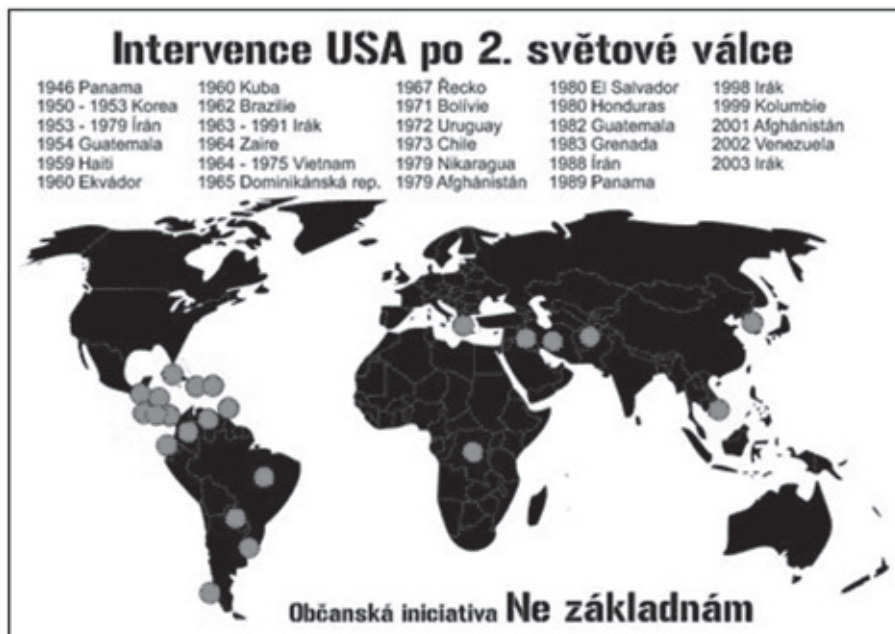 Intervence USA po 2. světové válce
1946 Panama
1950 - 1953 Korea
1953 - 1979 Írán
1954 Guatemala
1959 Haiti
1960 Ekvádor
1960 Kuba
1962 Brazilie
1963 - 1991 Irák
1964 Zaire
1964 - 1975 Vietnam
1965 Dominikánská rep.
1967 Řecko
1971 Bolívie
1972 Uruguay
1973 Chile
1979 Nikaragua
1979 Afghánistán
1980 El Salvador
1980 Honduras
1982 Guatemala
1983 Grenada
1988 Írán
1989 Panama
1998 Irák
1999 Kolumbie
2001 Afghánistán
2002 Venezuela
2003 Irák
Občanská iniciativa Ne základnám